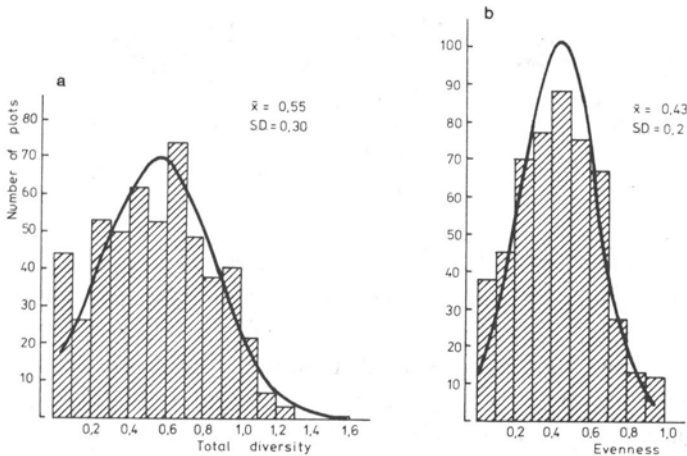 a
x̄ = 0,55
SD = 0,30
Number of plots
80
70
60
50
40
30
20
10
0,2 0,4 0,6 0,8 1,0 1,2 1,4 1,6
Total diversity
b
x̄ = 0,43
SD = 0,2
100
90
80
70
60
50
40
30
20
10
0,2 0,4 0,6 0,8 1,0
Evenness